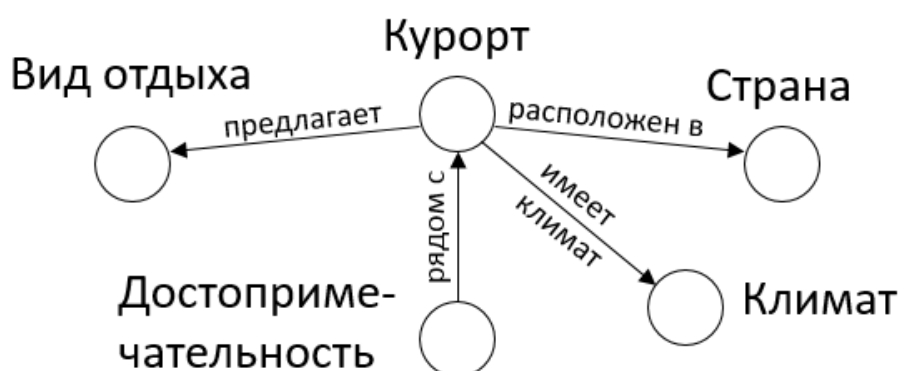 Курорт
Вид отдыха
Страна
предлагает
расположен в
имеет
климат
рядом с
Достоприме-
чательность
Климат